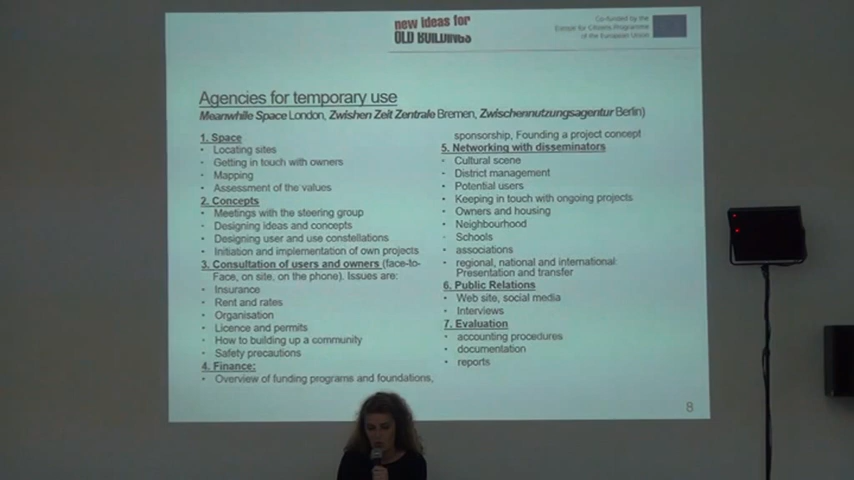 new ideas for
OLD BUILDINGS
Co-funded by the
Europe for Citizens Programme
of the European Union
Agencies for temporary use
Meanwhile Space London, Zwishen Zeit Zentrale Bremen, Zwischennutzungsagentur Berlin)
1. Space
- Locating sites
- Getting in touch with owners
- Mapping
- Assessment of the values
2. Concepts
- Meetings with the steering group
- Designing ideas and concepts
- Designing user and use constellations
- Initiation and implementation of own projects
3. Consultation of users and owners (face-to-
Face, on site, on the phone). Issues are:
- Insurance
- Rent and rates
- Organisation
- Licence and permits
- How to building up a community
- Safety precautions
4. Finance:
- Overview of funding programs and foundations,
sponsorship, Founding a project concept
5. Networking with disseminators
- Cultural scene
- District management
- Potential users
- Keeping in touch with ongoing projects
- Owners and housing
- Neighbourhood
- Schools
- associations
- regional, national and international:
Presentation and transfer
6. Public Relations
- Web site, social media
- Interviews
7. Evaluation
- accounting procedures
- documentation
- reports
8